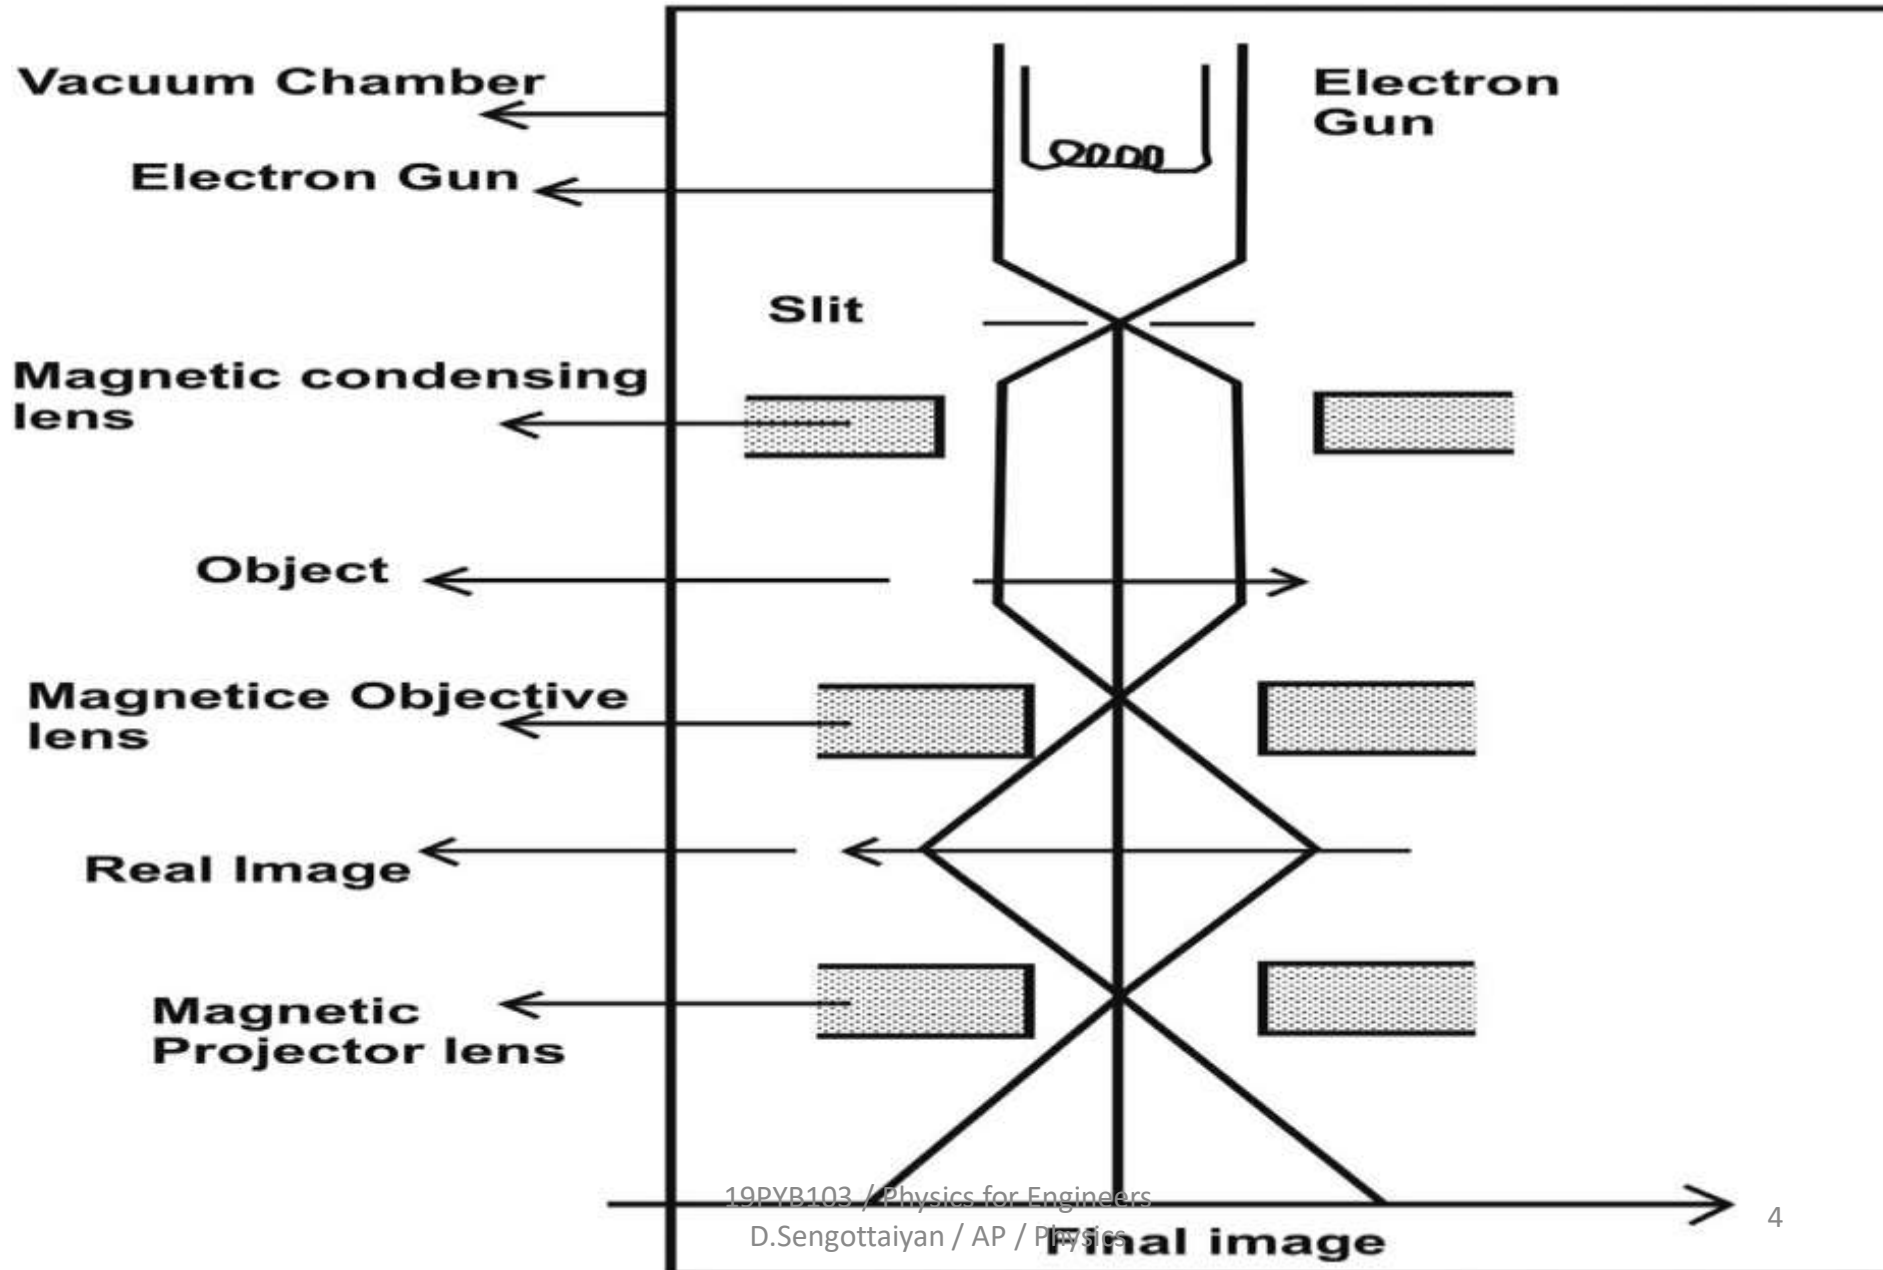 Vacuum Chamber
Electron
Gun
Electron Gun
Slit
Magnetic condensing
lens
Object
Magnetice Objective
lens
Real Image
Magnetic
Projector lens
19PYB103 / Physics for Engineers
D.Sengottaiyan / AP / Physics
4
Final image